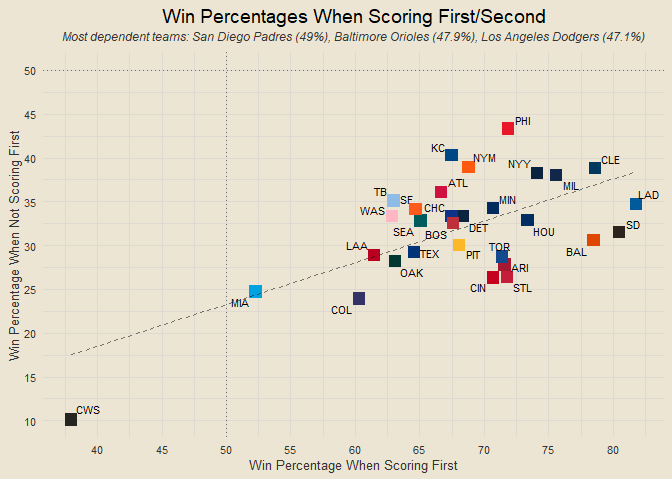 Win Percentages When Scoring First/Second
Most dependent teams: San Diego Padres (49%), Baltimore Orioles (47.9%), Los Angeles Dodgers (47.1%)
Win Percentage When Not Scoring First
50
45
40
35
30
25
20
15
10
PHI
KC
NYM
NYY
CLE
MIL
ATL
TB
SF
LAD
WAS
CHC
MIN
SEA
BOS
DET
HOU
SD
LAA
TEX
PIT
TOR
BAL
OAK
ARI
CIN
STL
MIA
COL
CWS
40
45
50
55
60
65
70
75
80
Win Percentage When Scoring First